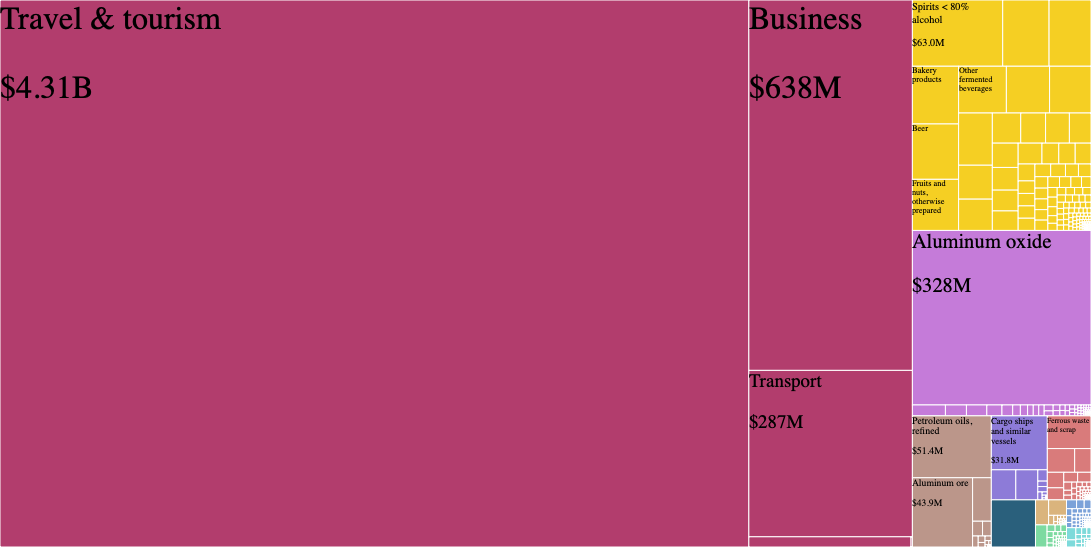 Travel & tourism
$4.31B
Business
$638M
Transport
$287M
Spirits < 80%
alcohol
$63.0M
Bakery
products
Other
fermented
beverages
Beer
Fruits and
nuts,
otherwise
prepared
Aluminum oxide
$328M
Petroleum oils,
refined
$51.4M
Cargo ships
and similar
vessels
$31.8M
Ferrous waste
and scrap
Aluminum ore
$43.9M